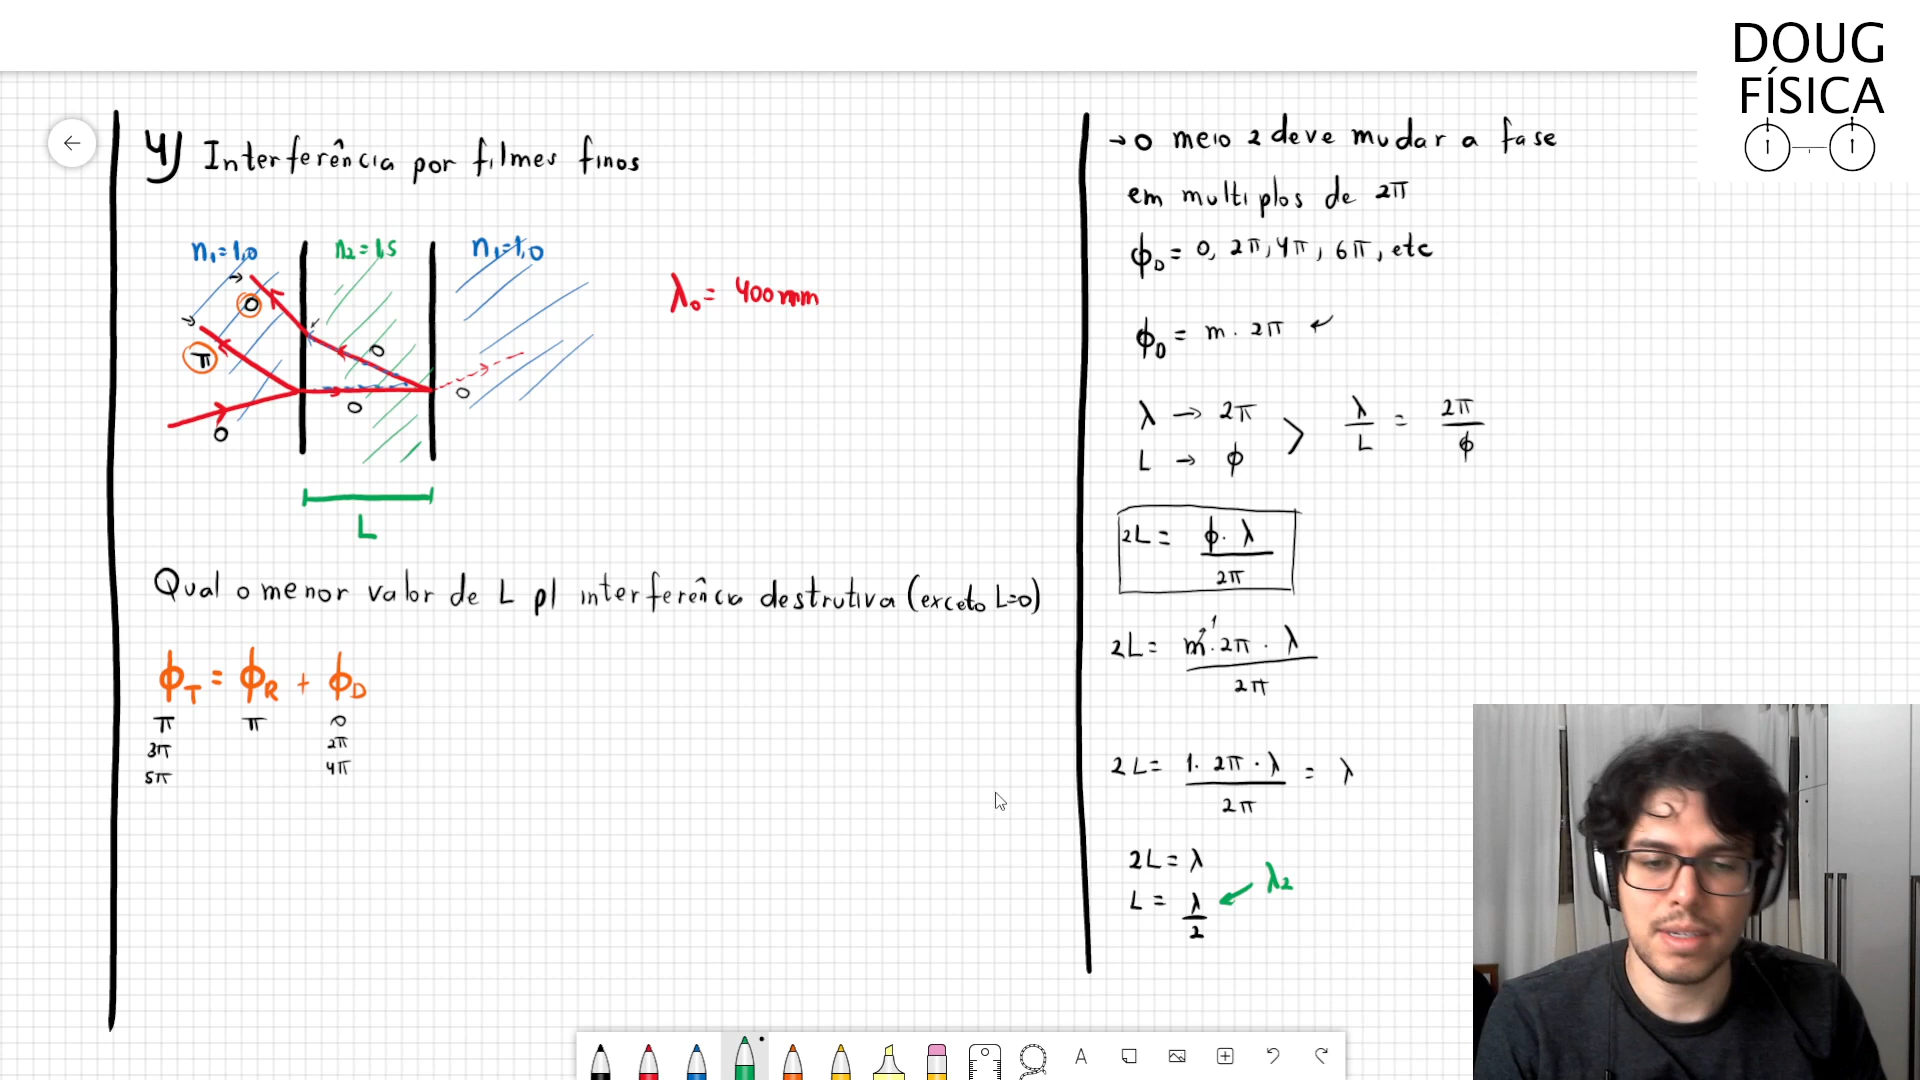 4) Interferência por filmes finos
n₁=1,0
n₂=1,5
n₁=1,0
λ₀= 400nm
0
π
0
0
0
0
L
Qual o menor valor de L p/ interferência destrutiva (exceto L=0)
ϕT = ϕR + ϕD
π π 0
3π 2π
5π 4π
→ o meio 2 deve mudar a fase
em multiplos de 2π
ϕD = 0, 2π, 4π, 6π, etc
ϕD = m . 2π ↙
λ → 2π
L → ϕ
> λ/L = 2π/ϕ
2L = ϕ . λ / 2π
2L = m¹ . 2π . λ / 2π
2L = 1 . 2π . λ / 2π = λ
2L = λ
L = λ/2 ← λ₂
DOUG
FÍSICA
A